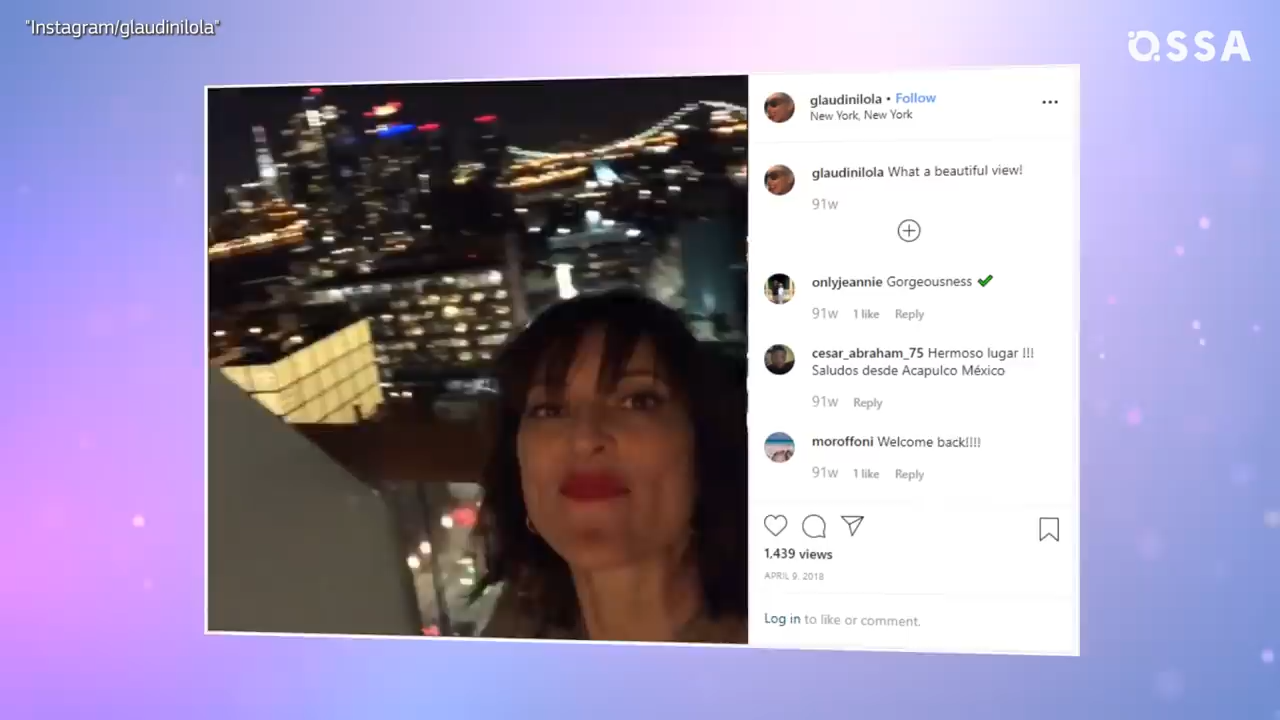 "Instagram/glaudinilola"
OSSA
glaudinilola • Follow
New York, New York
glaudinilola What a beautiful view!
91w
onlyjeannie Gorgeousness
91w 1 like Reply
cesar_abraham_75 Hermoso lugar !!!
Saludos desde Acapulco México
91w Reply
moroffoni Welcome back!!!!
91w 1 like Reply
1,439 views
APRIL 9, 2018
Log in to like or comment.